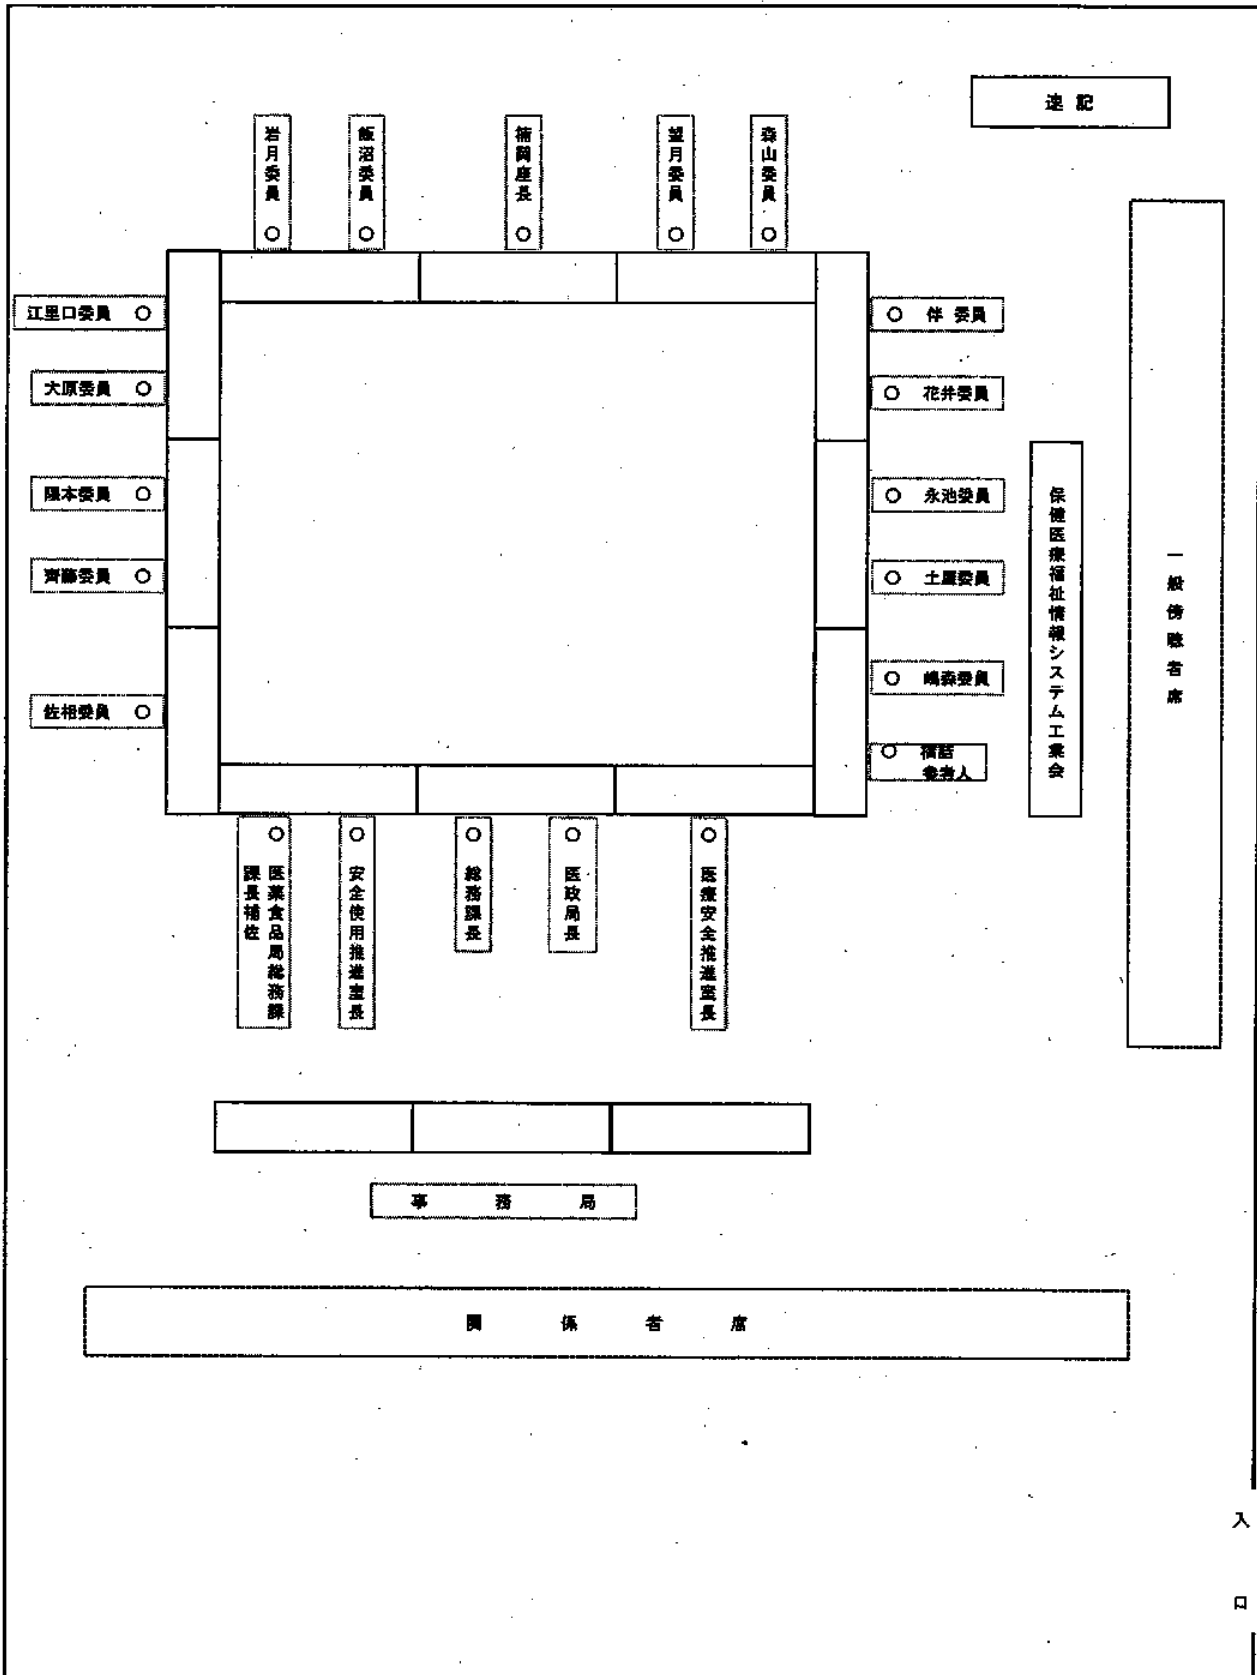 速記
岩月委員
飯沼委員
楠岡座長
望月委員
森山委員
江里口委員
大原委員
隈本委員
齊藤委員
佐相委員
伴 委員
花井委員
永池委員
土屋委員
嶋森委員
参考人
保健医療福祉情報システム工業会
一般傍聴者席
医薬食品局総務課
課長補佐
安全使用推進室長
総務課長
医政局長
医療安全推進室長
事務局
関係者席
入口